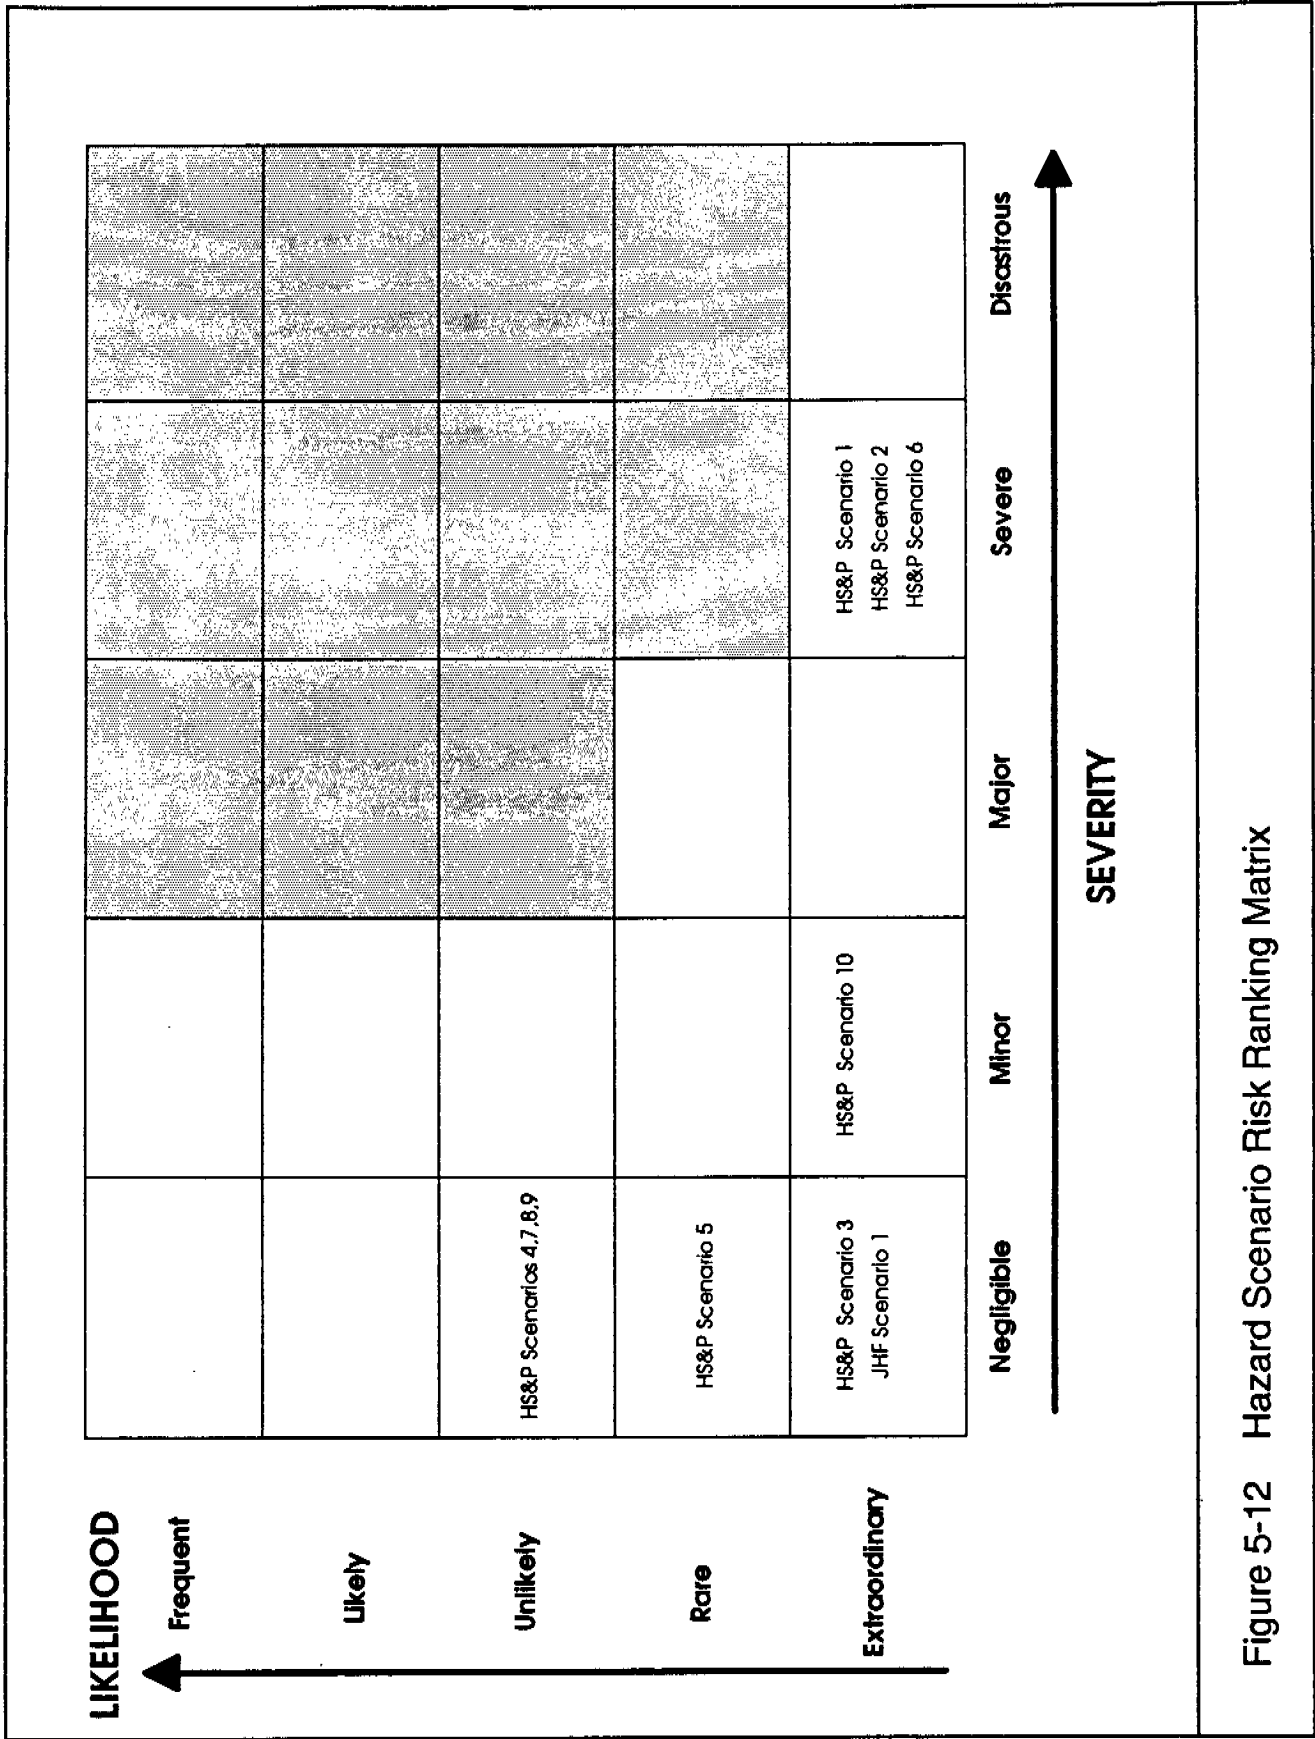 LIKELIHOOD
Frequent
Likely
Unlikely
HS&P Scenarios 4,7,8,9
Rare
HS&P Scenario 5
Extraordinary
HS&P Scenario 3
JHF Scenario 1
HS&P Scenario 10
HS&P Scenario 1
HS&P Scenario 2
HS&P Scenario 6
Negligible
Minor
Major
Severe
Disastrous
SEVERITY
Figure 5-12 Hazard Scenario Risk Ranking Matrix